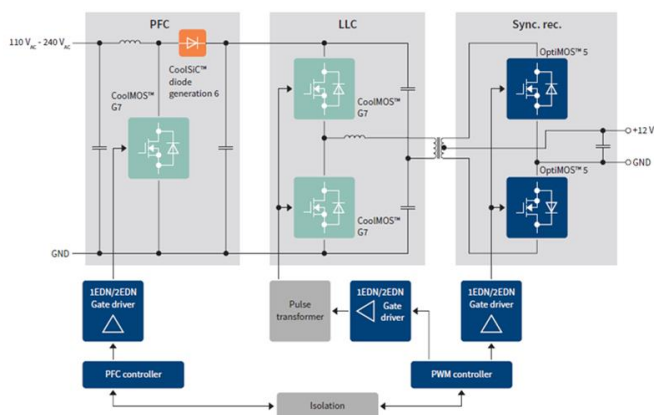 PFC
LLC
Sync. rec.
110 VAC - 240 VAC
CoolSiC™
diode
generation 6
CoolMOS™
G7
CoolMOS™
G7
CoolMOS™
G7
OptiMOS™ 5
OptiMOS™ 5
+12 V
GND
GND
1EDN/2EDN
Gate driver
Pulse
transformer
1EDN/2EDN
Gate
driver
1EDN/2EDN
Gate driver
PFC controller
PWM controller
Isolation